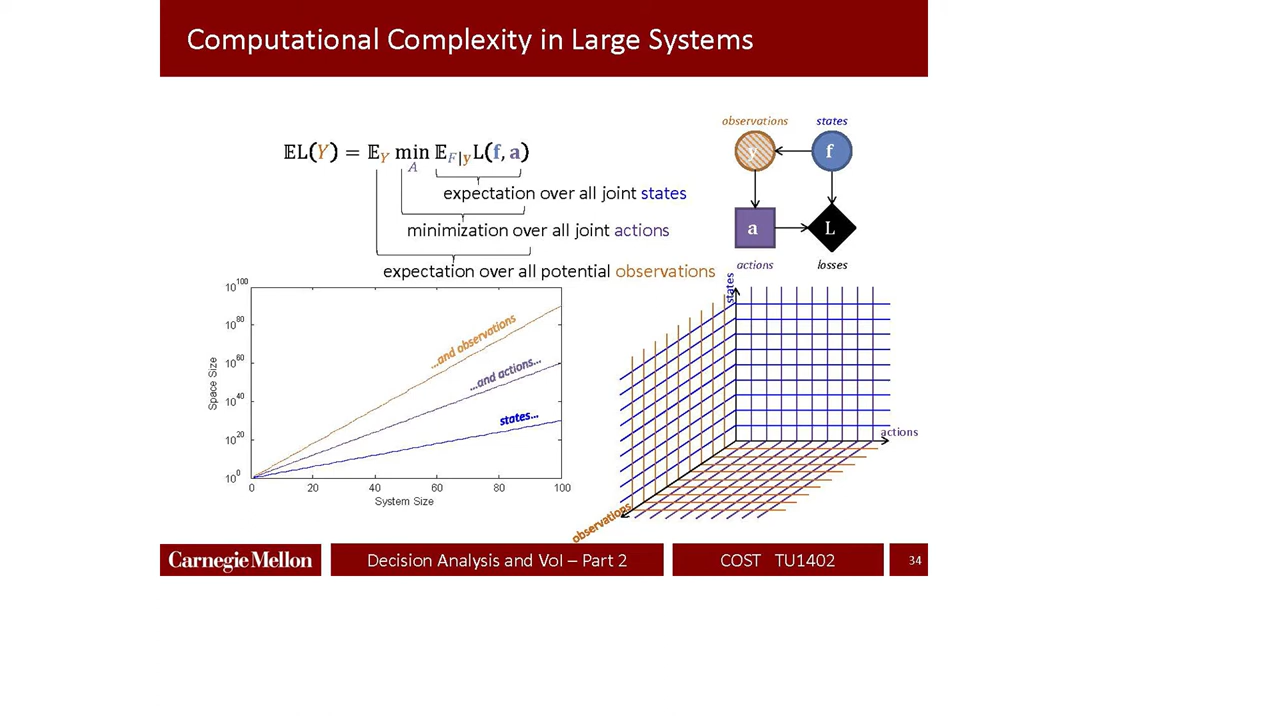 Computational Complexity in Large Systems
observations states
𝔼L(Y) = 𝔼_Y min_A 𝔼_{F|y} L(f, a)
y f
expectation over all joint states
minimization over all joint actions
a L
expectation over all potential observations
actions losses
10^100
10^80
10^60
10^40
10^20
10^0
Space Size
...and observations
...and actions...
states...
0 20 40 60 80 100
System Size
states
actions
observations
Carnegie Mellon
Decision Analysis and VoI – Part 2
COST TU1402
34